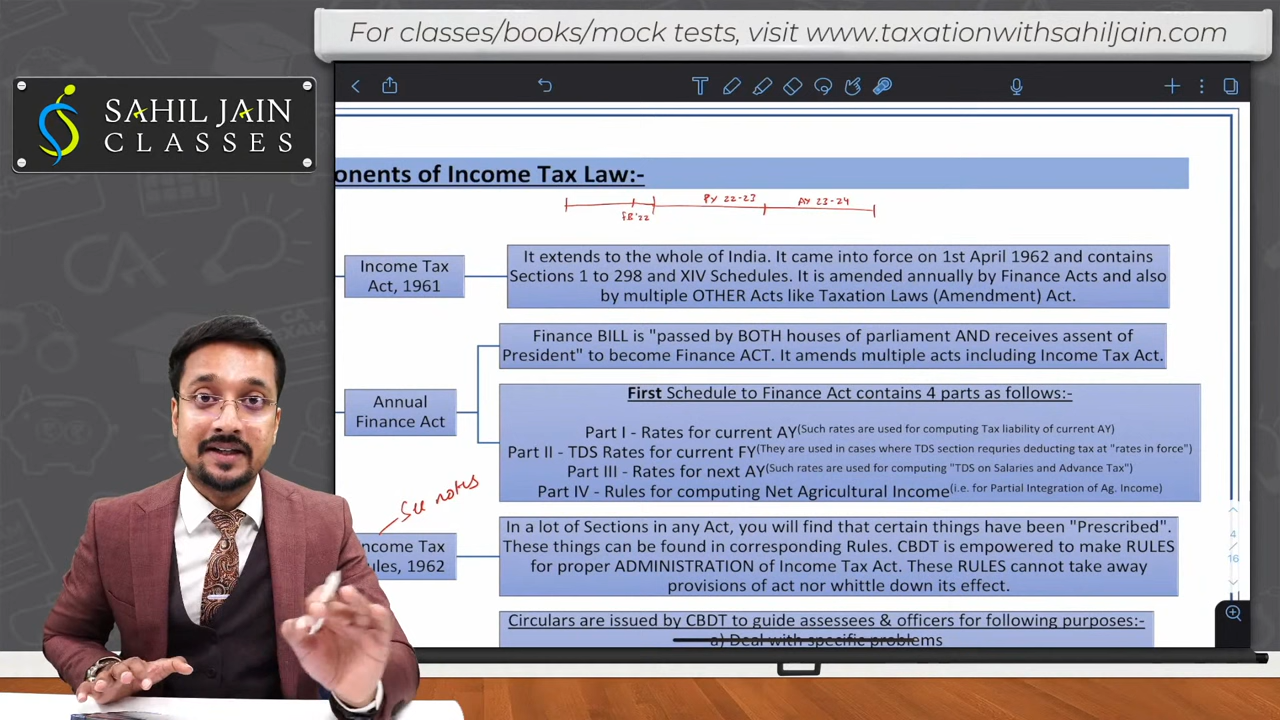 For classes/books/mock tests, visit www.taxationwithsahiljain.com
SAHIL JAIN
CLASSES
onents of Income Tax Law:-
FB'22
PY 22-23
AY 23-24
Income Tax
Act, 1961
It extends to the whole of India. It came into force on 1st April 1962 and contains
Sections 1 to 298 and XIV Schedules. It is amended annually by Finance Acts and also
by multiple OTHER Acts like Taxation Laws (Amendment) Act.
Finance BILL is "passed by BOTH houses of parliament AND receives assent of
President" to become Finance ACT. It amends multiple acts including Income Tax Act.
Annual
Finance Act
First Schedule to Finance Act contains 4 parts as follows:-
Part I - Rates for current AY(Such rates are used for computing Tax liability of current AY)
Part II - TDS Rates for current FY(They are used in cases where TDS section requries deducting tax at "rates in force")
Part III - Rates for next AY(Such rates are used for computing "TDS on Salaries and Advance Tax")
Part IV - Rules for computing Net Agricultural Income(i.e. for Partial Integration of Ag. Income)
See notes
ncome Tax
ules, 1962
In a lot of Sections in any Act, you will find that certain things have been "Prescribed".
These things can be found in corresponding Rules. CBDT is empowered to make RULES
for proper ADMINISTRATION of Income Tax Act. These RULES cannot take away
provisions of act nor whittle down its effect.
Circulars are issued by CBDT to guide assessees & officers for following purposes:-
a) Deal with specific problems
4
16
CA
EXAM